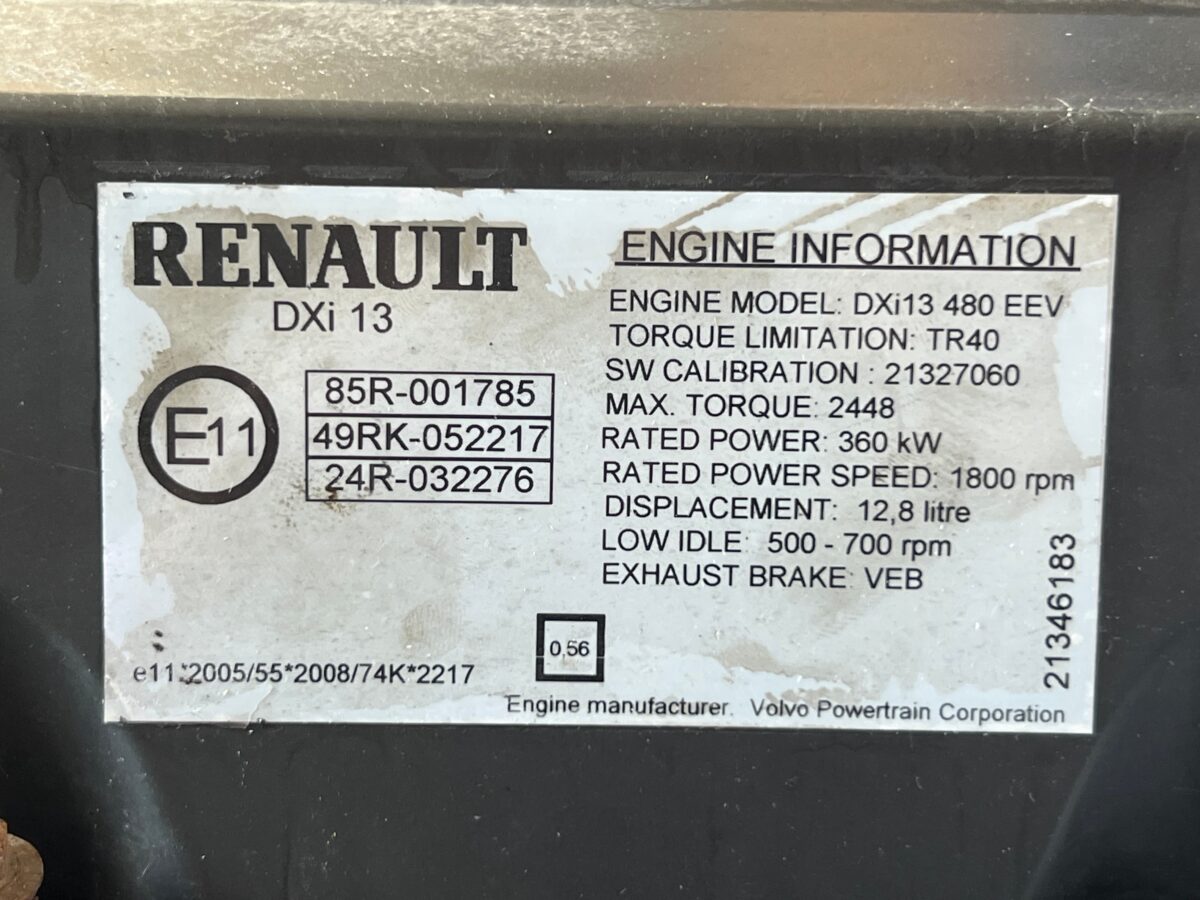 RENAULT
DXi 13
E11
85R-001785
49RK-052217
24R-032276
ENGINE INFORMATION
ENGINE MODEL: DXi13 480 EEV
TORQUE LIMITATION: TR40
SW CALIBRATION : 21327060
MAX. TORQUE: 2448
RATED POWER: 360 kW
RATED POWER SPEED: 1800 rpm
DISPLACEMENT: 12,8 litre
LOW IDLE: 500 - 700 rpm
EXHAUST BRAKE: VEB
21346183
0,56
e11*2005/55*2008/74K*2217
Engine manufacturer. Volvo Powertrain Corporation